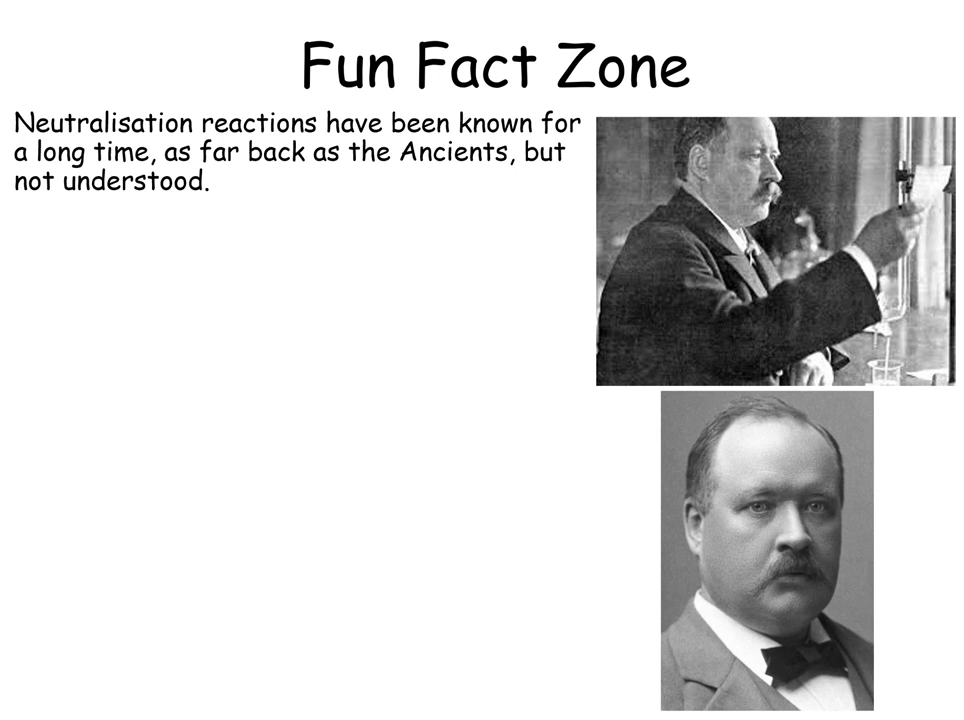 Fun Fact Zone
Neutralisation reactions have been known for
a long time, as far back as the Ancients, but
not understood.